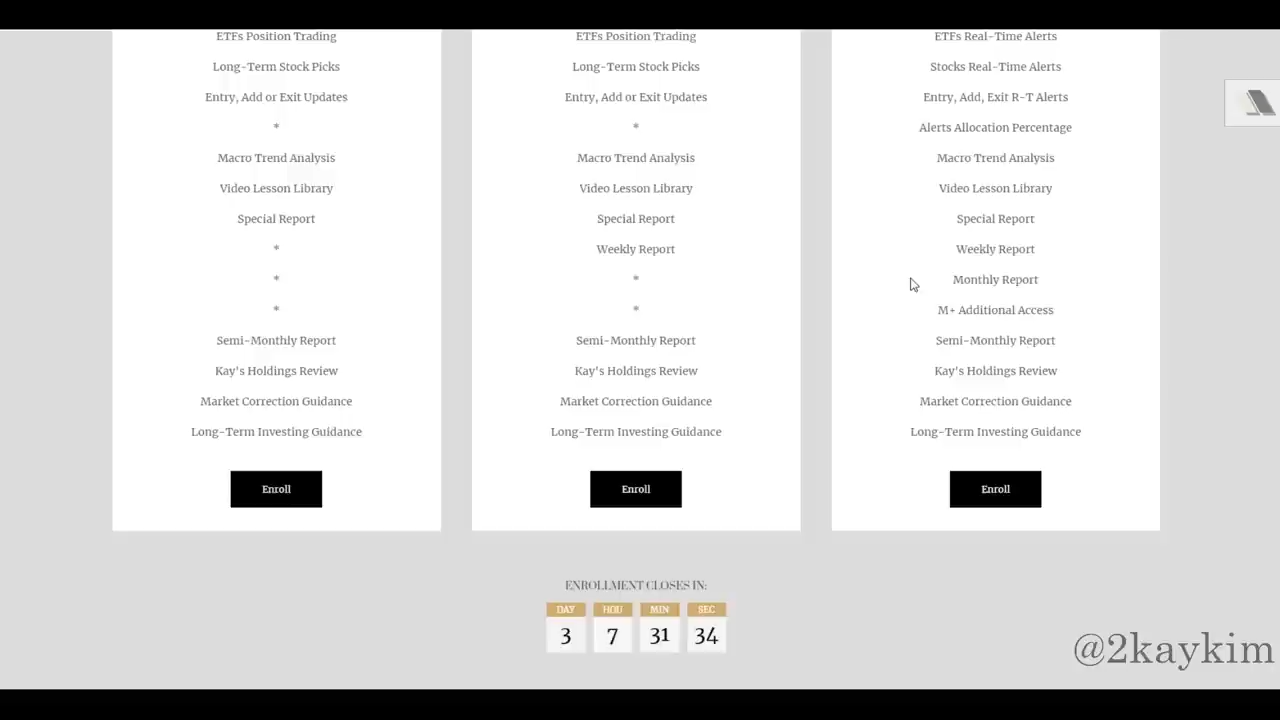 ETFs Position Trading
Long-Term Stock Picks
Entry, Add or Exit Updates
*
Macro Trend Analysis
Video Lesson Library
Special Report
*
*
*
Semi-Monthly Report
Kay's Holdings Review
Market Correction Guidance
Long-Term Investing Guidance
Enroll
ETFs Position Trading
Long-Term Stock Picks
Entry, Add or Exit Updates
*
Macro Trend Analysis
Video Lesson Library
Special Report
Weekly Report
*
*
Semi-Monthly Report
Kay's Holdings Review
Market Correction Guidance
Long-Term Investing Guidance
Enroll
ETFs Real-Time Alerts
Stocks Real-Time Alerts
Entry, Add, Exit R-T Alerts
Alerts Allocation Percentage
Macro Trend Analysis
Video Lesson Library
Special Report
Weekly Report
Monthly Report
M+ Additional Access
Semi-Monthly Report
Kay's Holdings Review
Market Correction Guidance
Long-Term Investing Guidance
Enroll
ENROLLMENT CLOSES IN:
DAY HOU MIN SEC
3 7 31 34
@2kaykim